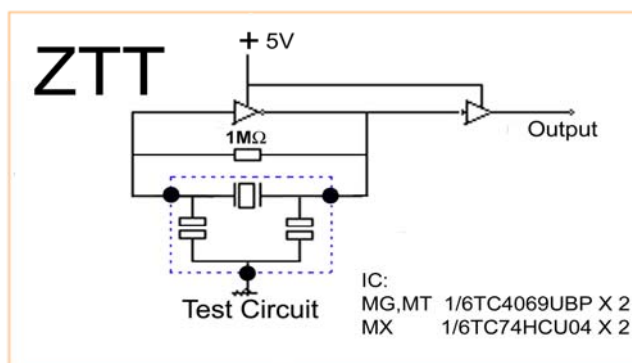 ZTT
+ 5V
1MΩ
Output
Test Circuit
IC:
MG,MT 1/6TC4069UBP X 2
MX 1/6TC74HCU04 X 2